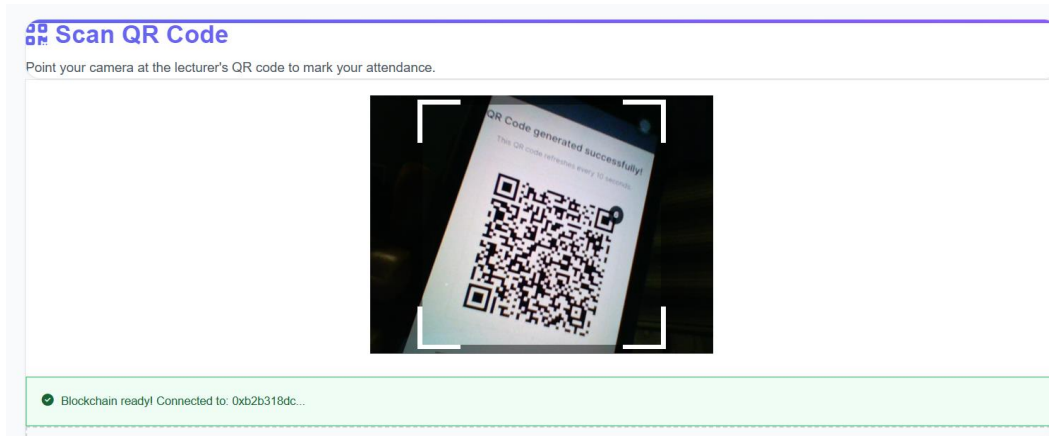 Scan QR Code
Point your camera at the lecturer's QR code to mark your attendance.
QR Code generated successfully!
This QR code refreshes every 10 seconds.
Blockchain ready! Connected to: 0xb2b318dc...